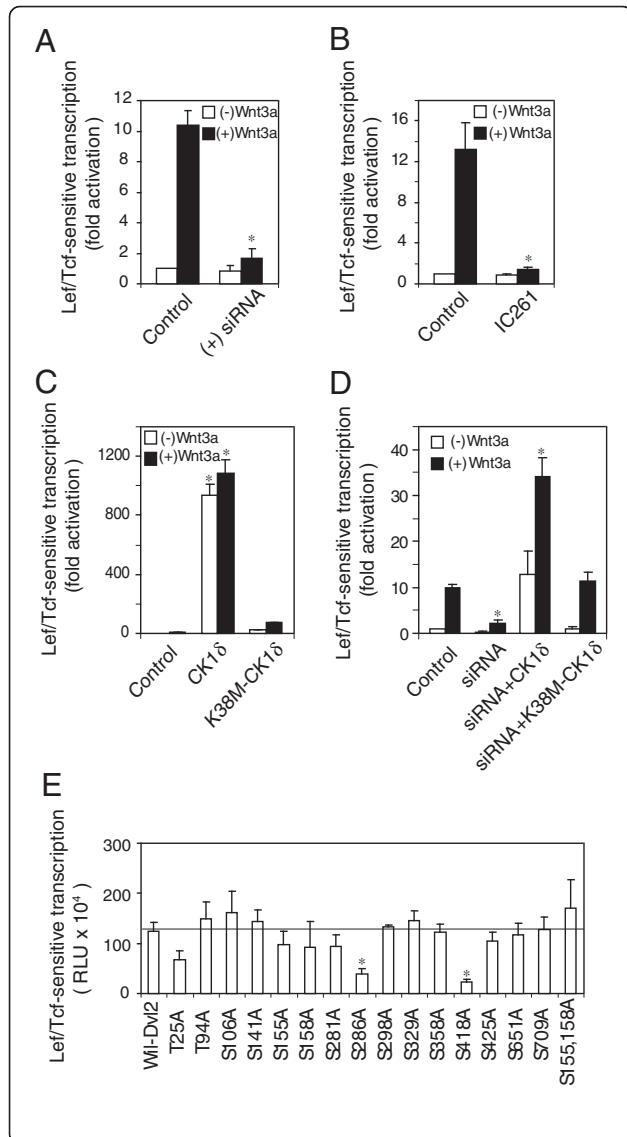 A
Lef/Tcf-sensitive transcription
(fold activation)
12
10
8
6
4
2
0
(-)Wnt3a
(+)Wnt3a
*
Control
(+) siRNA
B
Lef/Tcf-sensitive transcription
(fold activation)
16
12
8
4
0
(-)Wnt3a
(+)Wnt3a
*
Control
IC261
C
Lef/Tcf-sensitive transcription
(fold activation)
1200
800
400
0
(-)Wnt3a
(+)Wnt3a
*
*
Control
CK1δ
K38M-CK1δ
D
Lef/Tcf-sensitive transcription
(fold activation)
40
30
20
10
0
(-)Wnt3a
(+)Wnt3a
*
*
Control
siRNA
siRNA+CK1δ
siRNA+K38M-CK1δ
E
Lef/Tcf-sensitive transcription
( RLU x 10⁴)
300
200
100
0
*
*
Wil-Dvl2
T25A
T94A
S106A
S141A
S155A
S158A
S281A
S286A
S298A
S329A
S358A
S418A
S425A
S651A
S709A
S155,158A